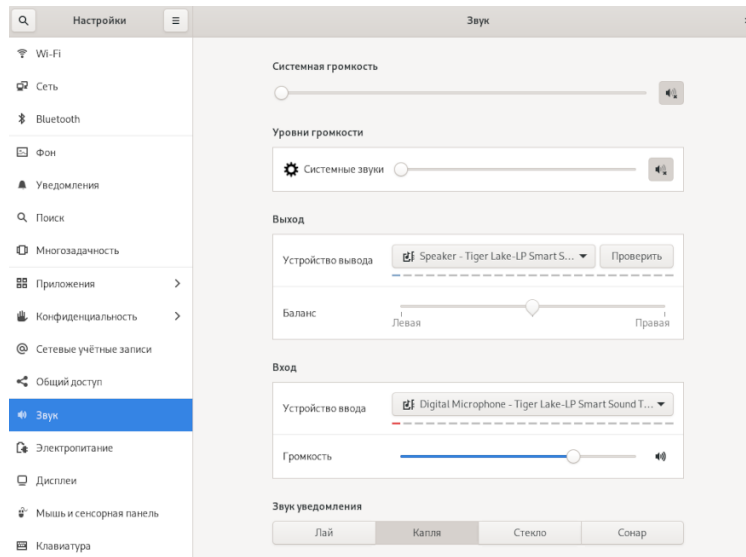 Настройки
Звук
Wi-Fi
Сеть
Bluetooth
Фон
Уведомления
Поиск
Многозадачность
Приложения
Конфиденциальность
Сетевые учётные записи
Общий доступ
Звук
Электропитание
Дисплеи
Мышь и сенсорная панель
Клавиатура
Системная громкость
Уровни громкости
Системные звуки
Выход
Устройство вывода
Speaker - Tiger Lake-LP Smart S...
Проверить
Баланс
Левая
Правая
Вход
Устройство ввода
Digital Microphone - Tiger Lake-LP Smart Sound T...
Громкость
Звук уведомления
Лай
Капля
Стекло
Сонар